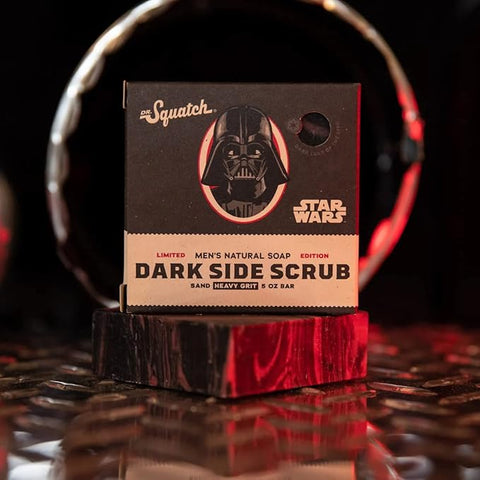 DR. Squatch®
STAR WARS
LIMITED MEN'S NATURAL SOAP EDITION
DARK SIDE SCRUB
SAND HEAVY GRIT 5 OZ BAR